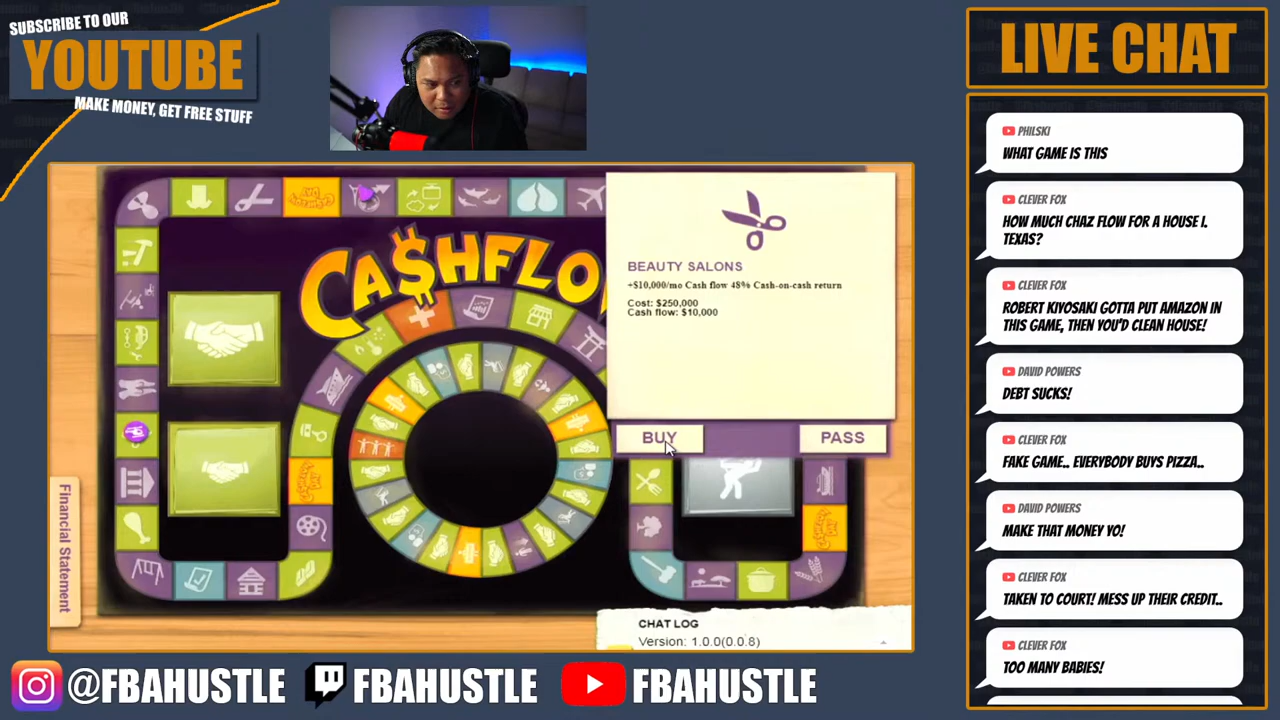 SUBSCRIBE TO OUR
YOUTUBE
MAKE MONEY, GET FREE STUFF
CA$HFLO
BEAUTY SALONS
+$10,000/mo Cash flow 48% Cash-on-cash return
Cost: $250,000
Cash flow: $10,000
BUY
PASS
Financial Statement
CHAT LOG
Version: 1.0.0(0.0.8)
LIVE CHAT
PHILSKI
WHAT GAME IS THIS
CLEVER FOX
HOW MUCH CHAZ FLOW FOR A HOUSE I.
TEXAS?
CLEVER FOX
ROBERT KIYOSAKI GOTTA PUT AMAZON IN
THIS GAME, THEN YOU'D CLEAN HOUSE!
DAVID POWERS
DEBT SUCKS!
CLEVER FOX
FAKE GAME.. EVERYBODY BUYS PIZZA..
DAVID POWERS
MAKE THAT MONEY YO!
CLEVER FOX
TAKEN TO COURT! MESS UP THEIR CREDIT..
CLEVER FOX
TOO MANY BABIES!
@FBAHUSTLE
FBAHUSTLE
FBAHUSTLE